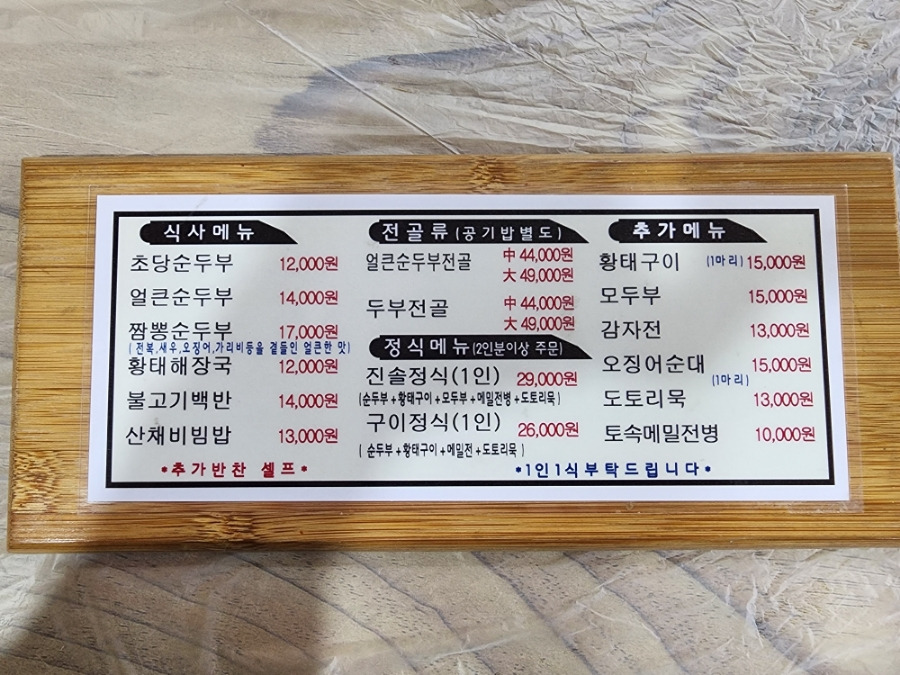 식사메뉴
초당순두부 12,000원
얼큰순두부 14,000원
짬뽕순두부 17,000원
(전복,새우,오징어,가리비등을 곁들인 얼큰한 맛)
황태해장국 12,000원
불고기백반 14,000원
산채비빔밥 13,000원
*추가반찬 셀프*
전골류 (공기밥별도)
얼큰순두부전골 中 44,000원
大 49,000원
두부전골 中 44,000원
大 49,000원
정식메뉴 (2인분이상 주문)
진솔정식(1인) 29,000원
(순두부+황태구이+모두부+메밀전병+도토리묵)
구이정식(1인) 26,000원
( 순두부+황태구이+메밀전+도토리묵 )
추가메뉴
황태구이 (1마리) 15,000원
모두부 15,000원
감자전 13,000원
오징어순대 15,000원
(1마리)
도토리묵 13,000원
토속메밀전병 10,000원
*1인1식부탁드립니다*